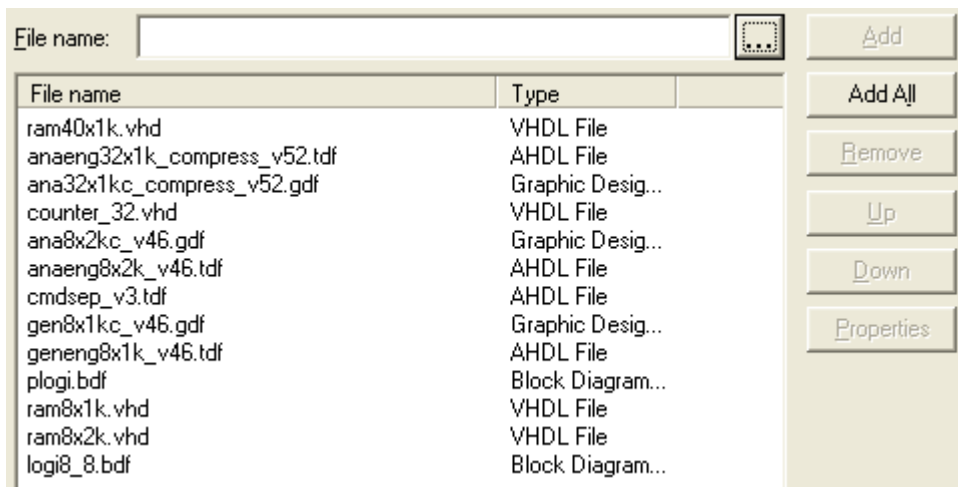 File name: ... Add
File name Type Add All
ram40x1k.vhd VHDL File
anaeng32x1k_compress_v52.tdf AHDL File Remove
ana32x1kc_compress_v52.gdf Graphic Desig...
counter_32.vhd VHDL File Up
ana8x2kc_v46.gdf Graphic Desig...
anaeng8x2k_v46.tdf AHDL File Down
cmdsep_v3.tdf AHDL File
gen8x1kc_v46.gdf Graphic Desig... Properties
geneng8x1k_v46.tdf AHDL File
plogi.bdf Block Diagram...
ram8x1k.vhd VHDL File
ram8x2k.vhd VHDL File
logi8_8.bdf Block Diagram...